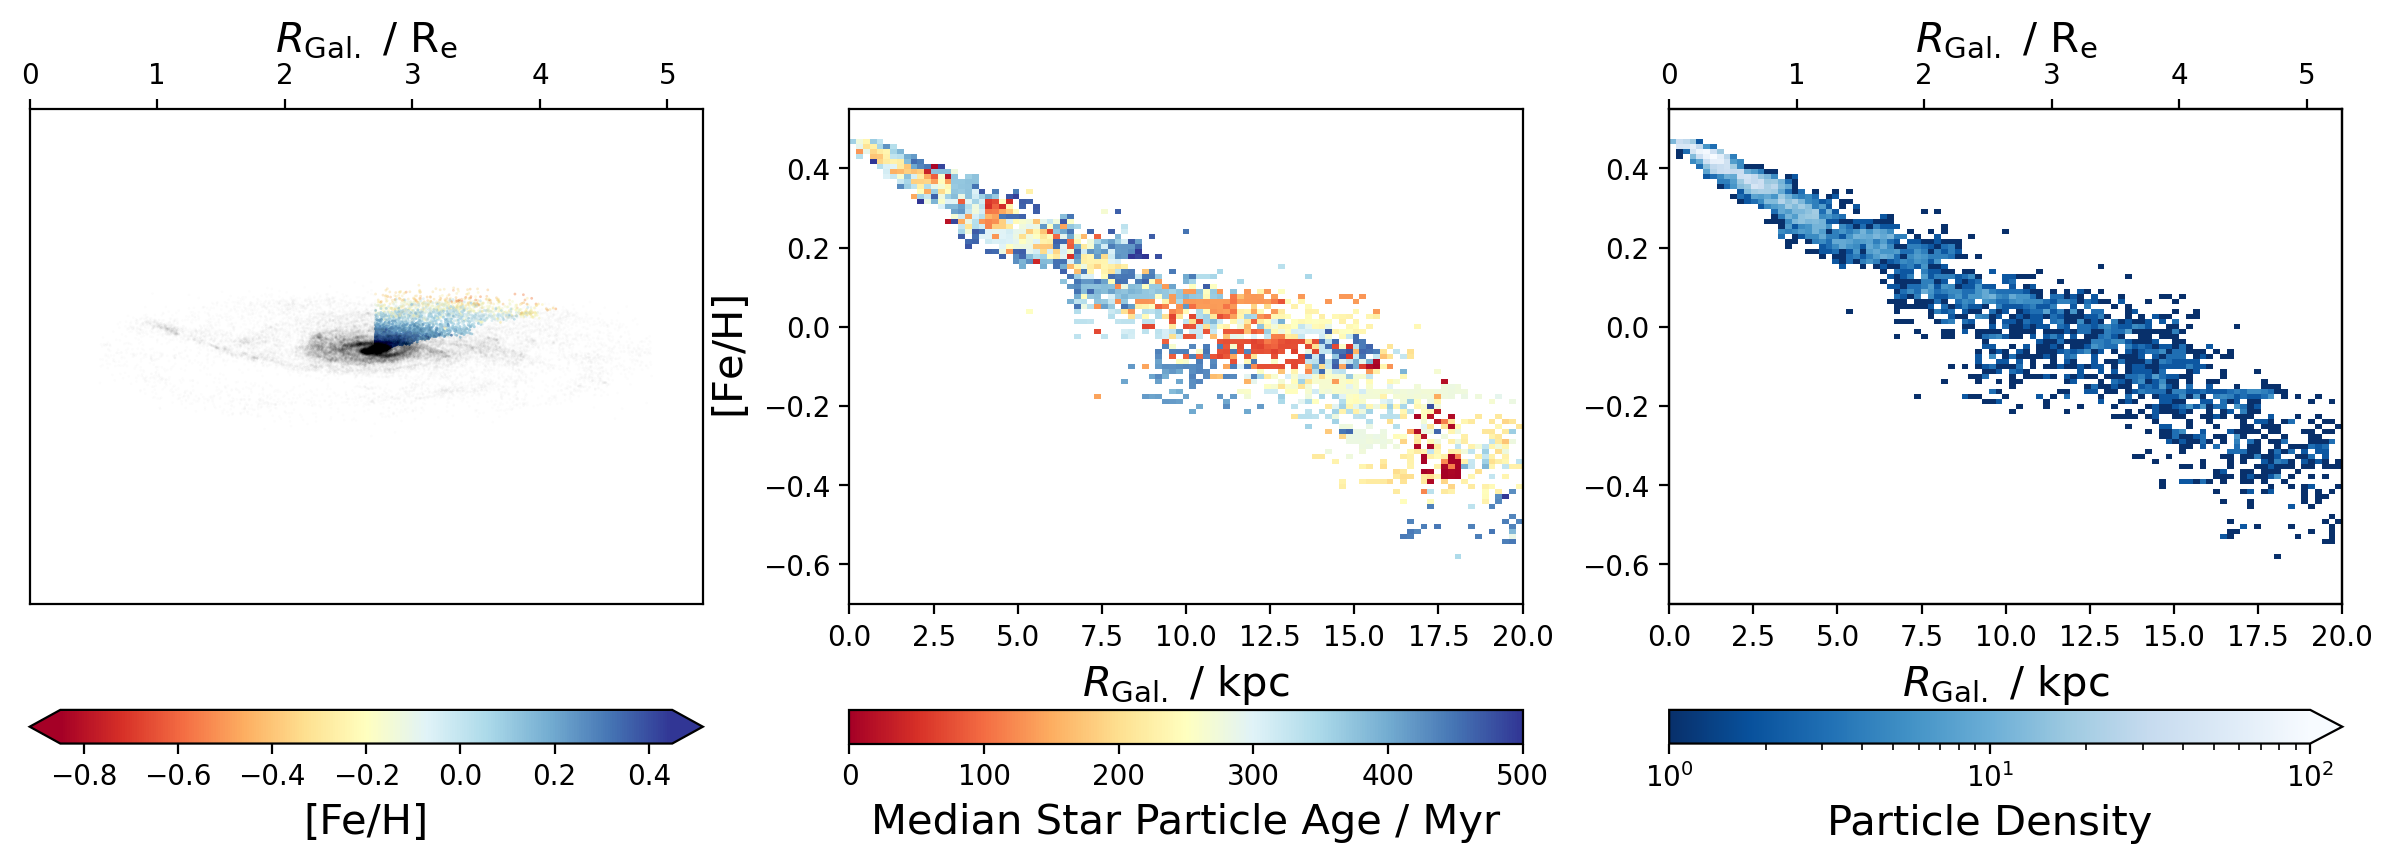 R_Gal. / R_e
0 1 2 3 4 5
−0.8 −0.6 −0.4 −0.2 0.0 0.2 0.4
[Fe/H]
[Fe/H]
0.4
0.2
0.0
−0.2
−0.4
−0.6
0.0 2.5 5.0 7.5 10.0 12.5 15.0 17.5 20.0
R_Gal. / kpc
0 100 200 300 400 500
Median Star Particle Age / Myr
R_Gal. / R_e
0 1 2 3 4 5
0.4
0.2
0.0
−0.2
−0.4
−0.6
0.0 2.5 5.0 7.5 10.0 12.5 15.0 17.5 20.0
R_Gal. / kpc
10^0 10^1 10^2
Particle Density